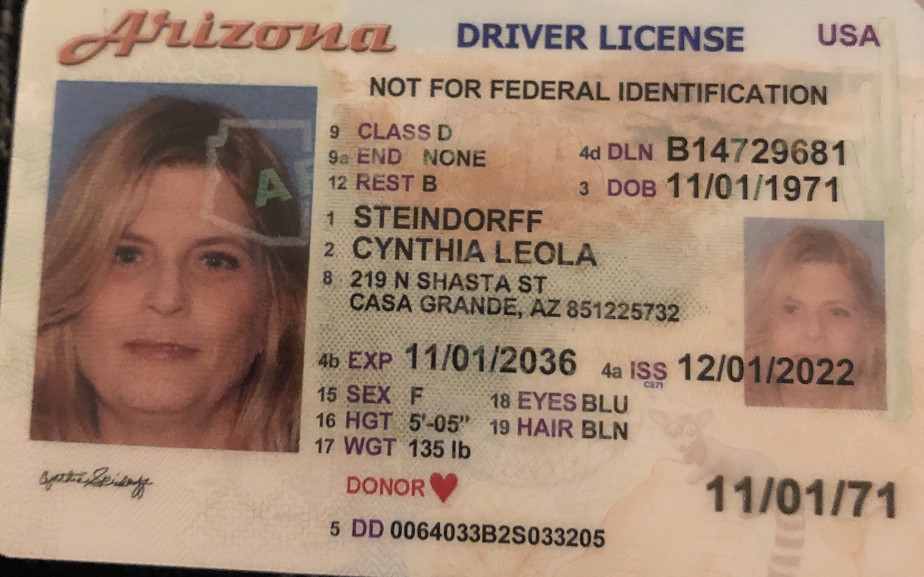 Arizona DRIVER LICENSE USA
NOT FOR FEDERAL IDENTIFICATION
9 CLASS D
9a END NONE 4d DLN B14729681
12 REST B 3 DOB 11/01/1971
1 STEINDORFF
2 CYNTHIA LEOLA
8 219 N SHASTA ST
CASA GRANDE, AZ 851225732
4b EXP 11/01/2036 4a ISS 12/01/2022
CS71
15 SEX F 18 EYES BLU
16 HGT 5'-05" 19 HAIR BLN
17 WGT 135 lb
DONOR
11/01/71
5 DD 0064033B2S033205